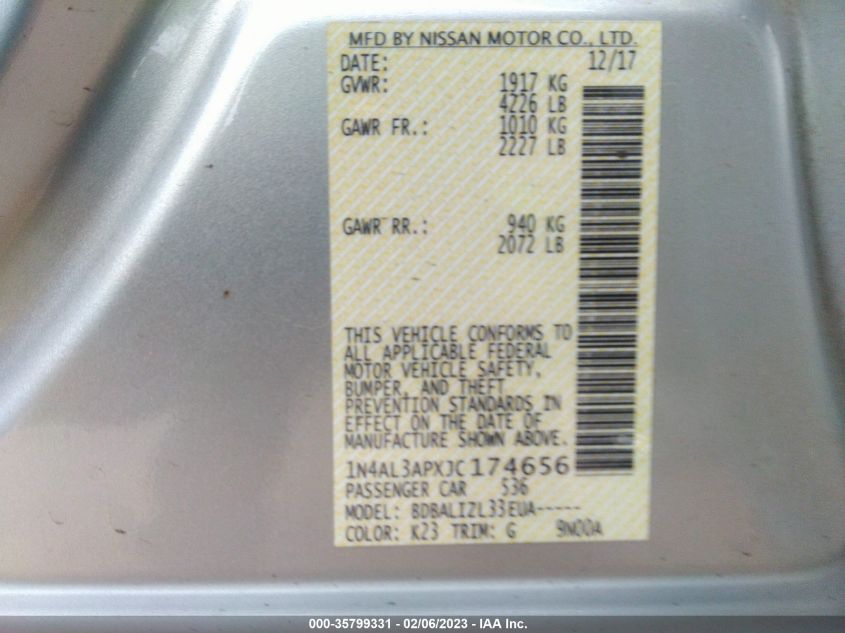 MFD BY NISSAN MOTOR CO., LTD.
DATE: 12/17
GVWR: 1917 KG
4226 LB
GAWR FR.: 1010 KG
2227 LB
GAWR RR.: 940 KG
2072 LB
THIS VEHICLE CONFORMS TO
ALL APPLICABLE FEDERAL
MOTOR VEHICLE SAFETY,
BUMPER, AND THEFT
PREVENTION STANDARDS IN
EFFECT ON THE DATE OF
MANUFACTURE SHOWN ABOVE.
1N4AL3APXJC174656
PASSENGER CAR 536
MODEL: BDBALIZL33EUA-----
COLOR: K23 TRIM: G 9N00A
000-35799331 - 02/06/2023 - IAA Inc.